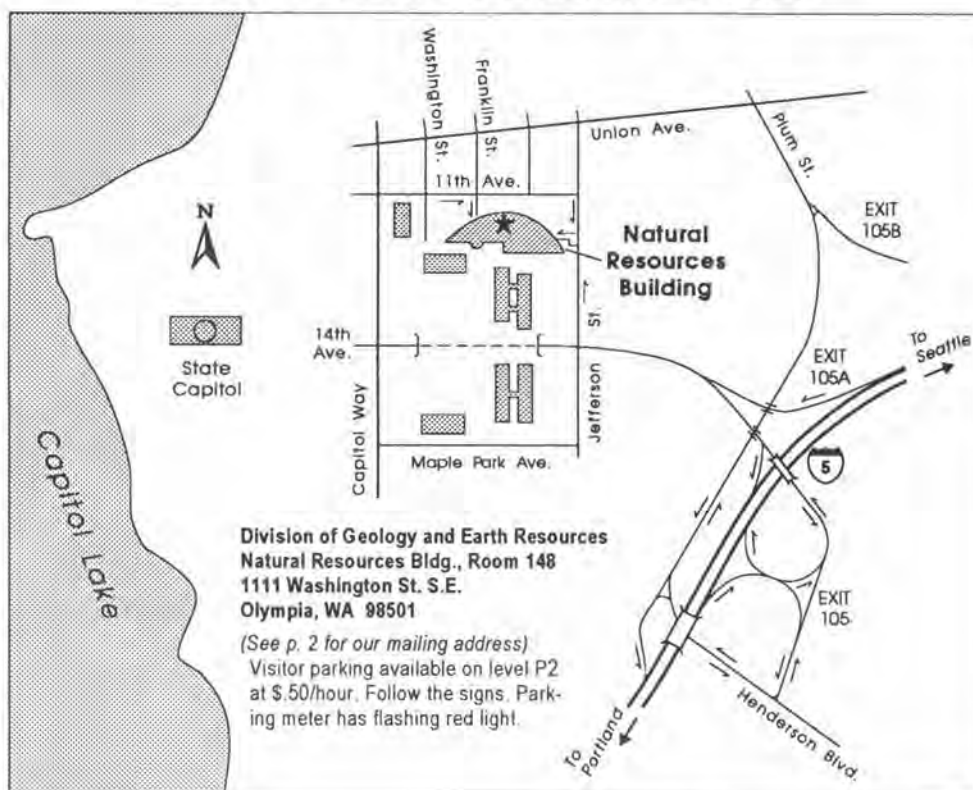 Washington St.
Franklin St.
Union Ave.
Plum St.
11th Ave.
EXIT
105B
N
Natural
Resources
Building
State
Capitol
14th
Ave.
St.
Jefferson
EXIT
105A
To
Seattle
Capitol Way
Maple Park Ave.
5
Capitol Lake
Division of Geology and Earth Resources
Natural Resources Bldg., Room 148
1111 Washington St. S.E.
Olympia, WA 98501
(See p. 2 for our mailing address)
Visitor parking available on level P2
at $.50/hour. Follow the signs. Park-
ing meter has flashing red light.
EXIT
105
Henderson Blvd.
To
Portland